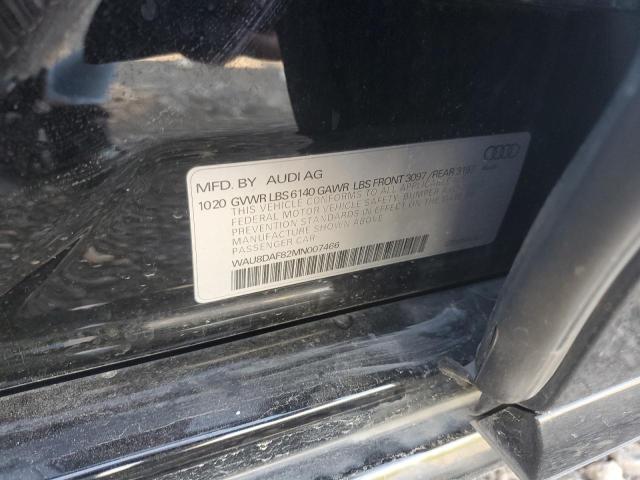 MFD. BY AUDI AG
1020 GVWR LBS 6140 GAWR LBS FRONT 3097/REAR 3197
THIS VEHICLE CONFORMS TO ALL APPLICABLE
FEDERAL MOTOR VEHICLE SAFETY, BUMPER AND
PREVENTION STANDARDS IN EFFECT ON THE DATE OF
MANUFACTURE SHOWN ABOVE.
PASSENGER CAR
WAU8DAF82MN007466